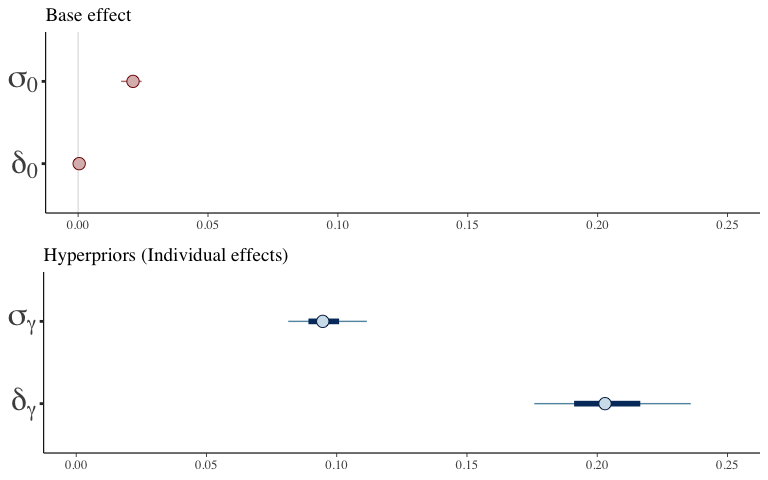 Base effect
σ0
δ0
0.00 0.05 0.10 0.15 0.20 0.25
Hyperpriors (Individual effects)
σγ
δγ
0.00 0.05 0.10 0.15 0.20 0.25